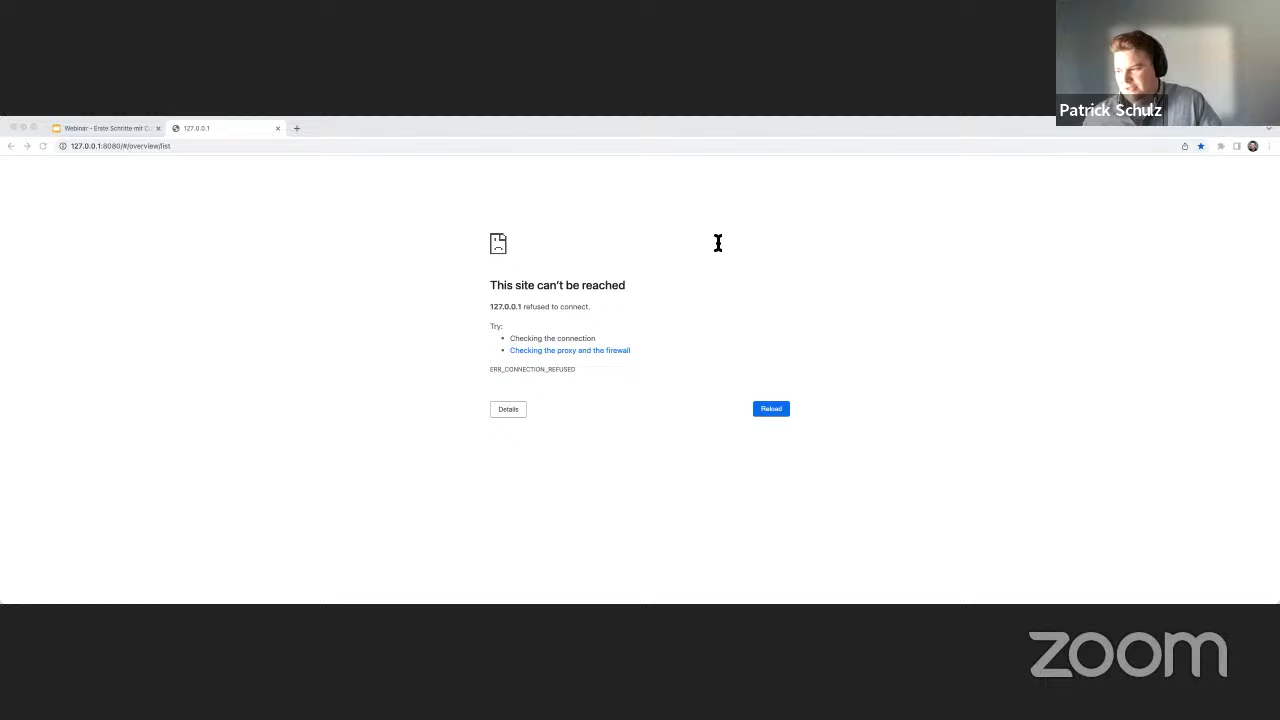 Patrick Schulz
Webinar - Erste Schritte mit
127.0.0.1
127.0.0.1:8080/#/overview/list
This site can't be reached
127.0.0.1 refused to connect.
Try:
• Checking the connection
• Checking the proxy and the firewall
ERR_CONNECTION_REFUSED
Details
Reload
zoom